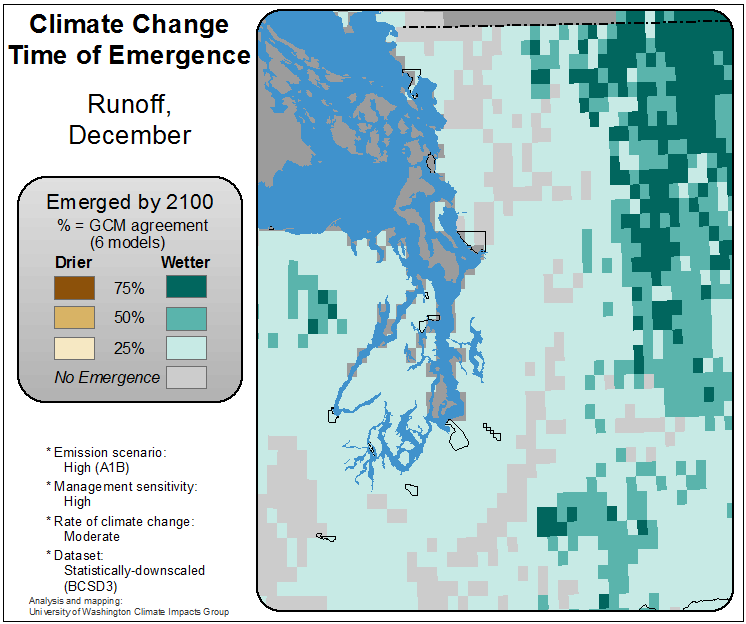 Climate Change
Time of Emergence
Runoff,
December
Emerged by 2100
% = GCM agreement
(6 models)
Drier Wetter
75%
50%
25%
No Emergence
* Emission scenario:
High (A1B)
* Management sensitivity:
High
* Rate of climate change:
Moderate
* Dataset:
Statistically-downscaled
(BCSD3)
Analysis and mapping:
University of Washington Climate Impacts Group